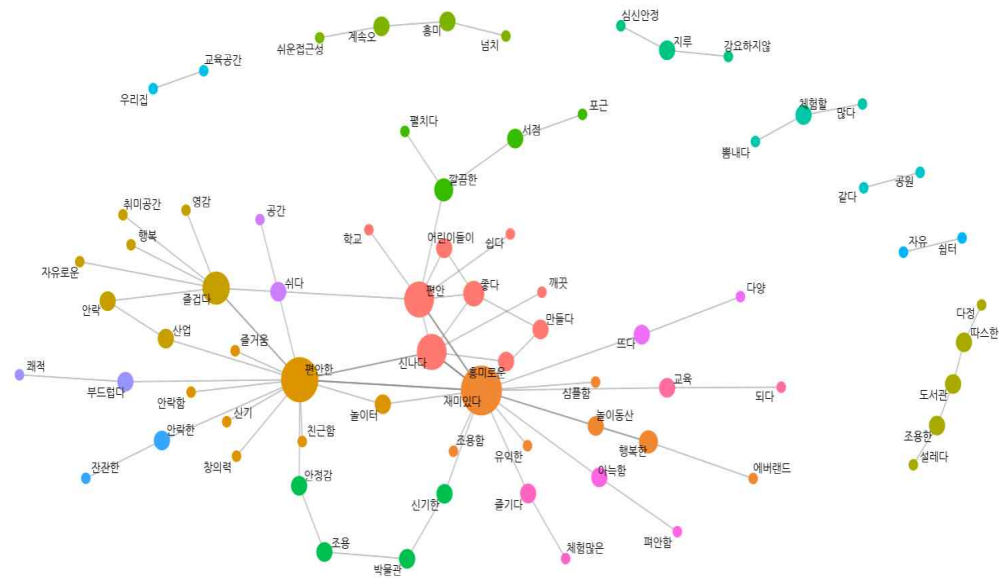 심신안정
흥미
계속오
쉬운접근성
넘치
지루
강요하지않
교육공간
우리집
포근
체험할
많다
펼치다
서점
뽐내다
깔끔한
공원
같다
취미공간
영감
공간
행복
학교
어린이들이
쉽다
자유
쉼터
자유로운
쉬다
즐겁다
편안
좋다
깨끗
다양
안락
다정
만들다
산업
즐거움
따스한
신나다
뜨다
쾌적
편안한
흥미로운
부드럽다
안락함
심플함
교육
되다
재미있다
도서관
놀이터
신기
친근함
놀이동산
안락한
조용함
유익한
행복한
조용한
창의력
설레다
잔잔한
안정감
아늑함
에버랜드
신기한
즐기다
조용
펴안함
체험많은
박물관